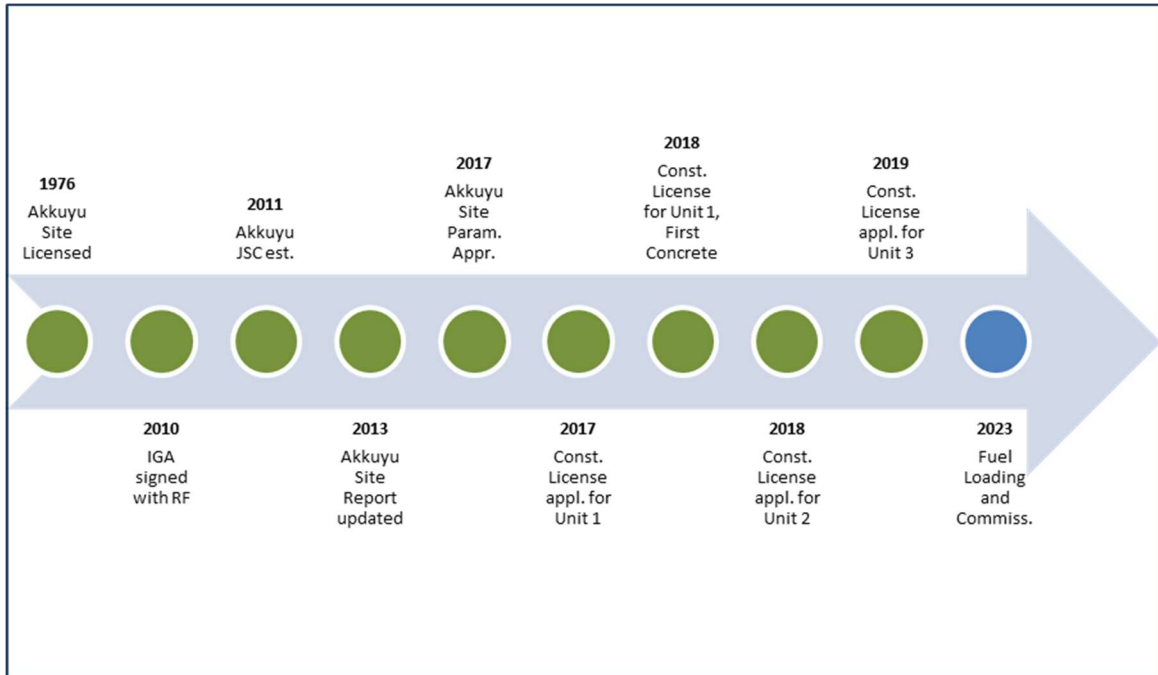 1976
Akkuyu
Site
Licensed
2010
IGA
signed
with RF
2011
Akkuyu
JSC est.
2013
Akkuyu
Site
Report
updated
2017
Akkuyu
Site
Param.
Appr.
2017
Const.
License
appl. for
Unit 1
2018
Const.
License
for Unit 1,
First
Concrete
2018
Const.
License
appl. for
Unit 2
2019
Const.
License
appl. for
Unit 3
2023
Fuel
Loading
and
Commiss.